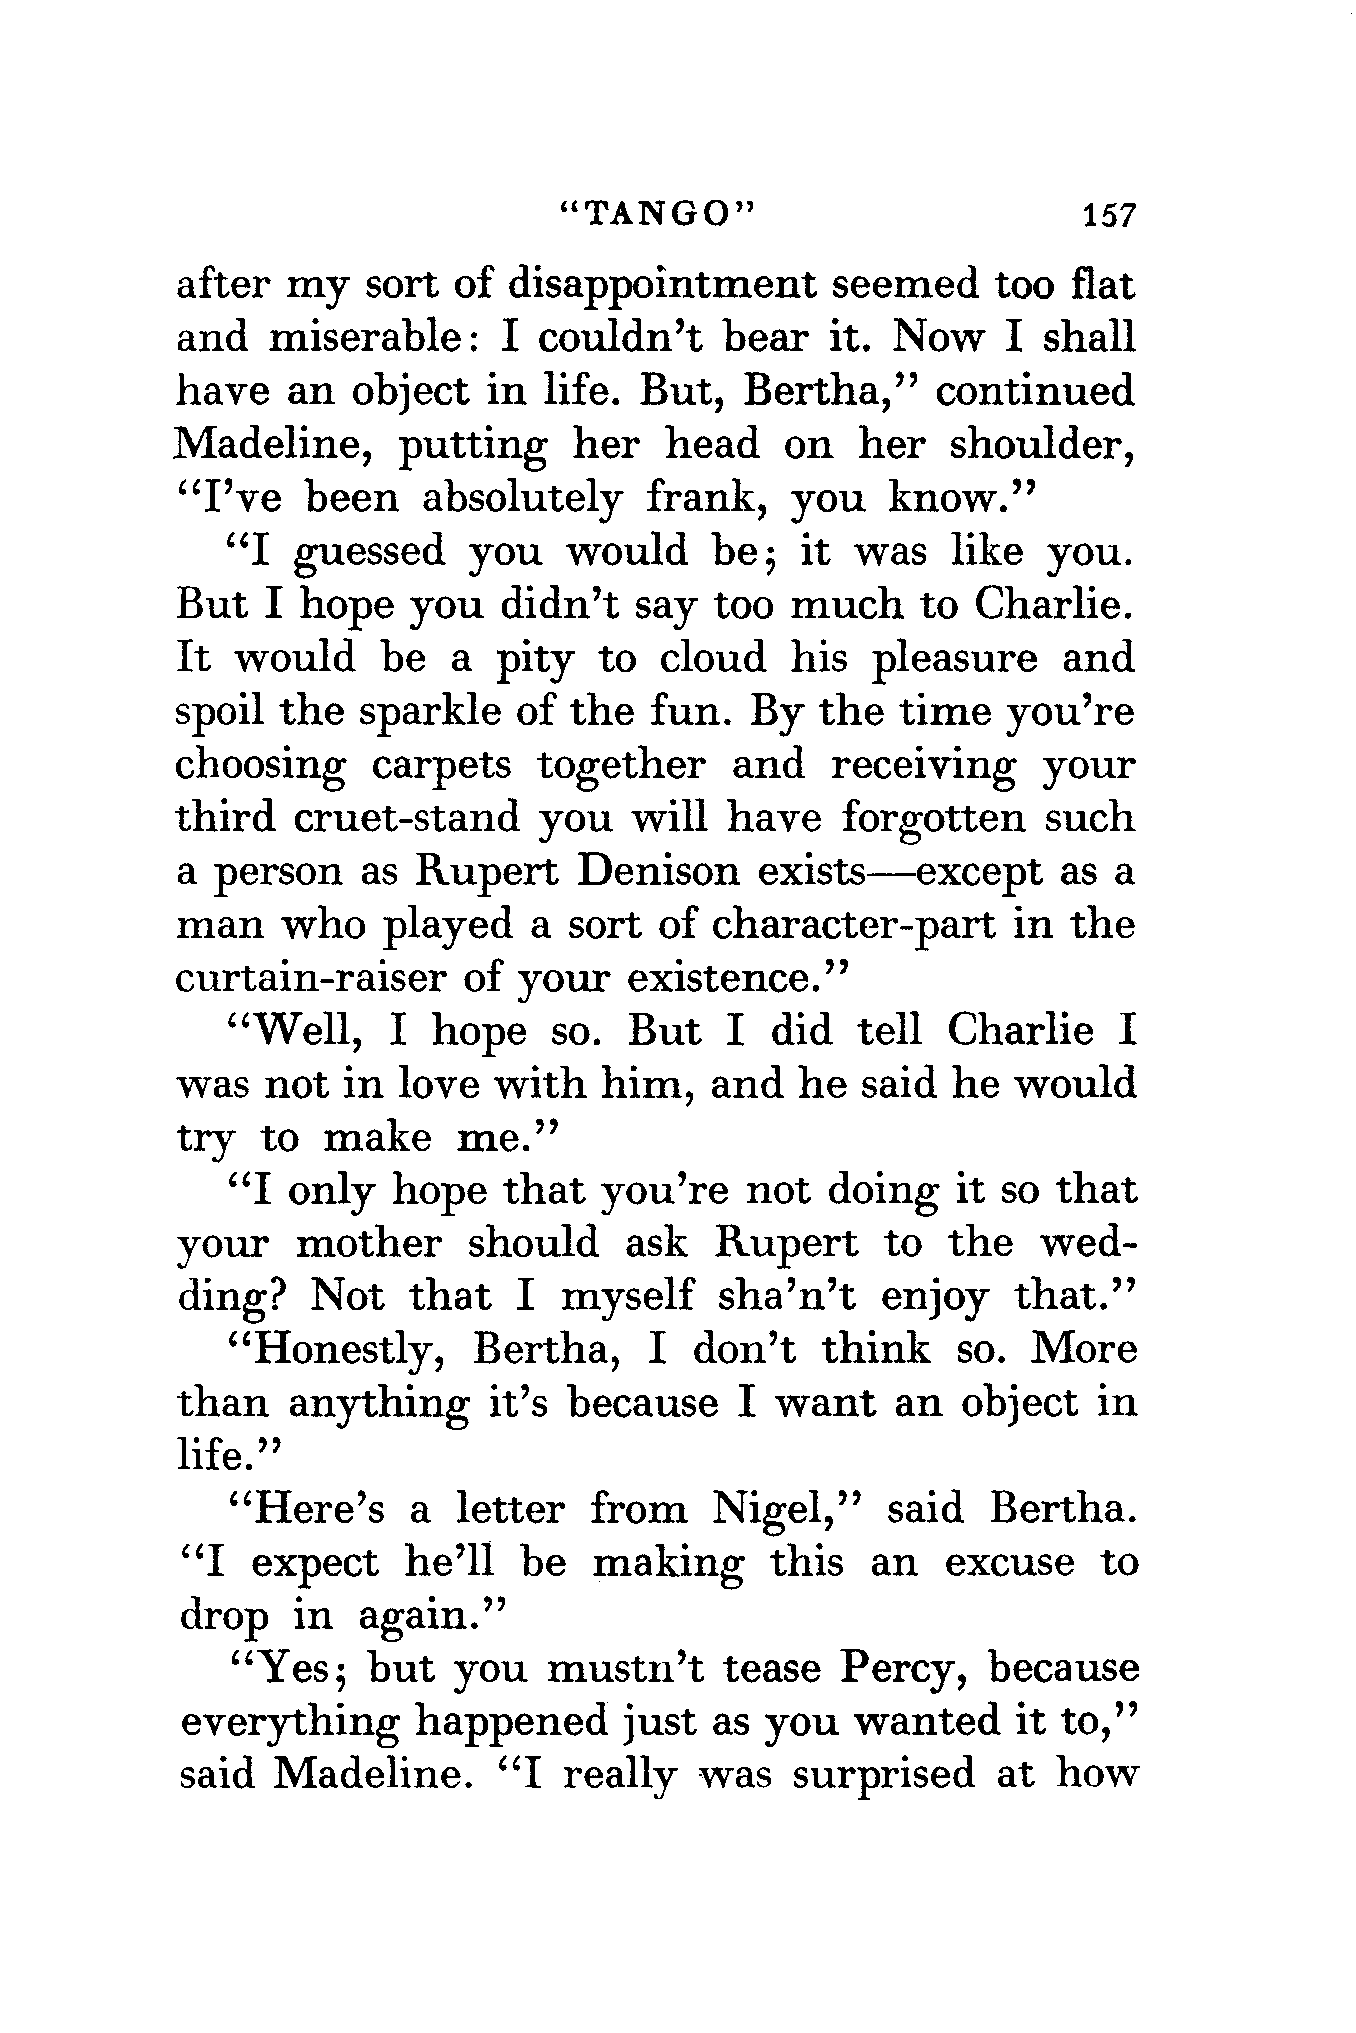 "TANGO" 157
after my sort of disappointment seemed too flat
and miserable: I couldn't bear it. Now I shall
have an object in life. But, Bertha," continued
Madeline, putting her head on her shoulder,
"I've been absolutely frank, you know."
"I guessed you would be; it was like you.
But I hope you didn't say too much to Charlie.
It would be a pity to cloud his pleasure and
spoil the sparkle of the fun. By the time you're
choosing carpets together and receiving your
third cruet-stand you will have forgotten such
a person as Rupert Denison exists—except as a
man who played a sort of character-part in the
curtain-raiser of your existence."
"Well, I hope so. But I did tell Charlie I
was not in love with him, and he said he would
try to make me."
"I only hope that you're not doing it so that
your mother should ask Rupert to the wed-
ding? Not that I myself sha'n't enjoy that."
"Honestly, Bertha, I don't think so. More
than anything it's because I want an object in
life."
"Here's a letter from Nigel," said Bertha.
"I expect he'll be making this an excuse to
drop in again."
"Yes; but you mustn't tease Percy, because
everything happened just as you wanted it to,"
said Madeline. "I really was surprised at how